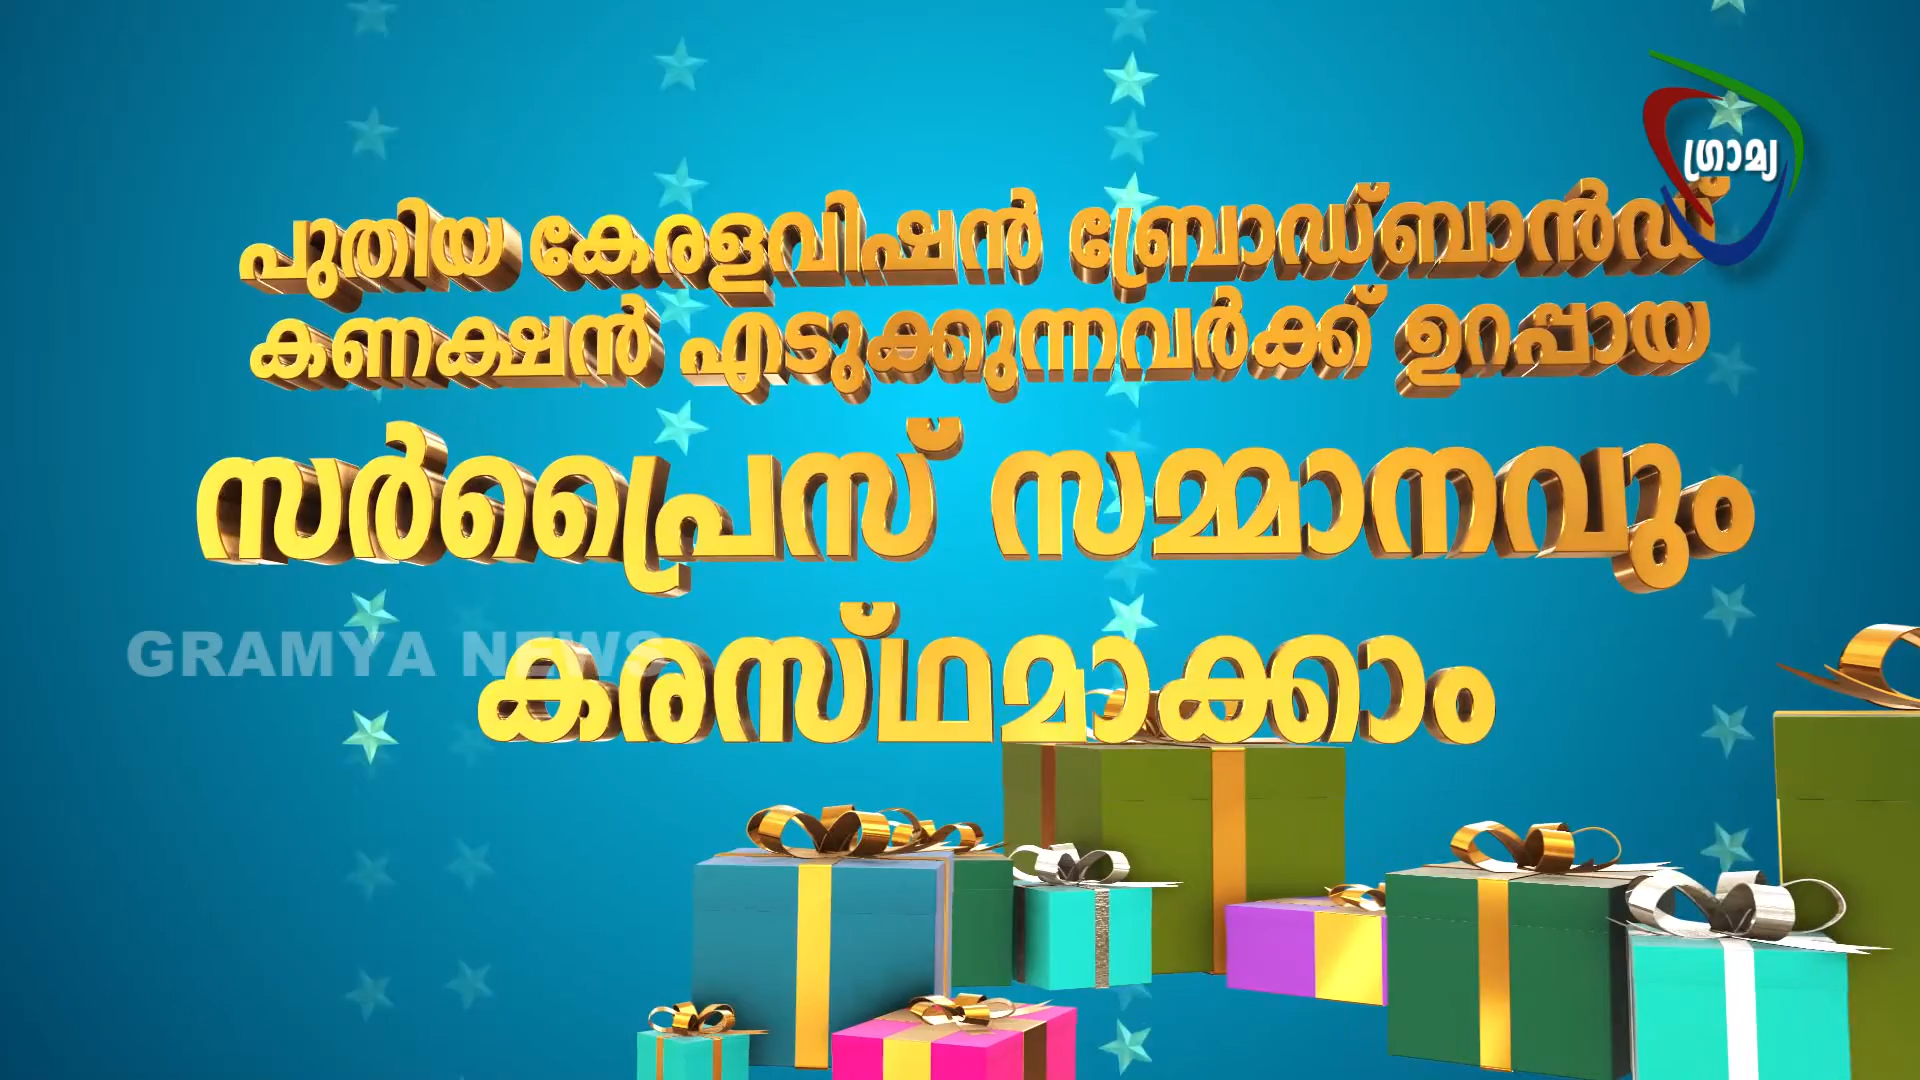 ഗ്രാമ്യ
പുതിയ കേരളവിഷൻ ബ്രോഡ്ബാൻഡ്
കണക്ഷൻ എടുക്കുന്നവർക്ക് ഉറപ്പായ
സർപ്രൈസ് സമ്മാനവും
GRAMYA NEWS
കരസ്ഥമാക്കാം